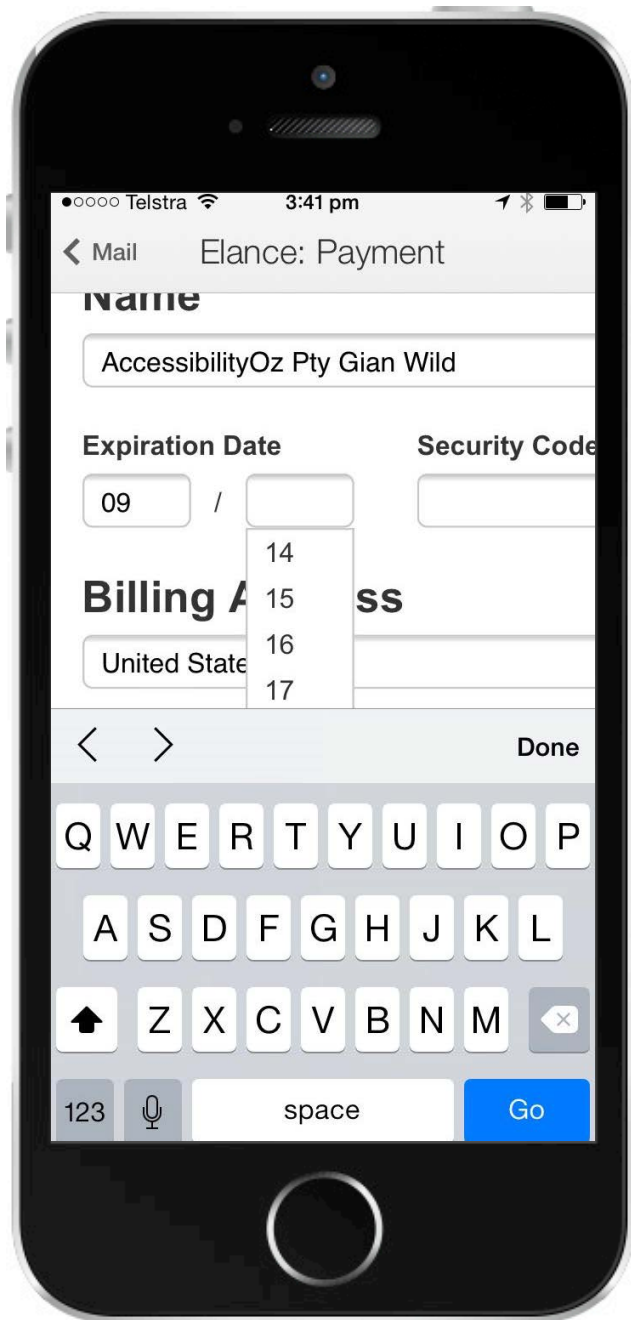 Telstra 3:41 pm
Mail Elance: Payment
Name
AccessibilityOz Pty Gian Wild
Expiration Date Security Code
09 /
14
Billing A ss
15
16
United State
17
Done
Q W E R T Y U I O P
A S D F G H J K L
Z X C V B N M
123 space Go